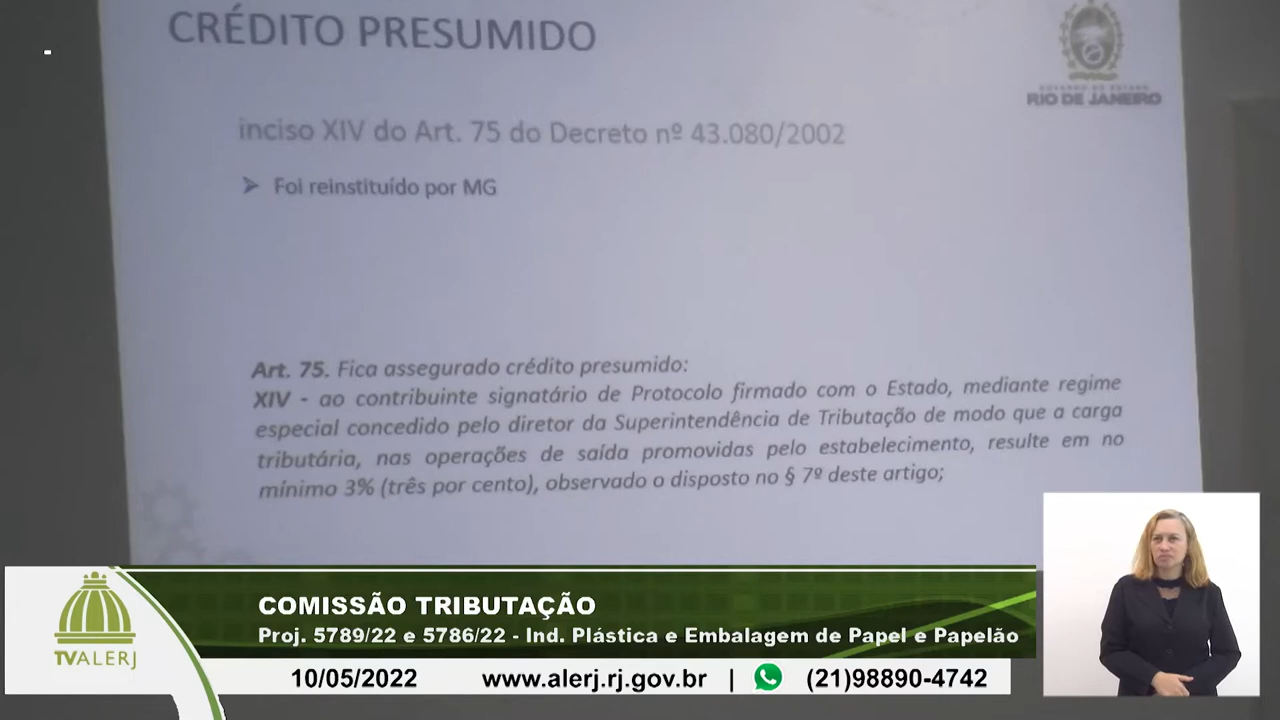 CRÉDITO PRESUMIDO
RIO DE JANEIRO
inciso XIV do Art. 75 do Decreto nº 43.080/2002
➢ Foi reinstituído por MG
Art. 75. Fica assegurado crédito presumido:
XIV - ao contribuinte signatário de Protocolo firmado com o Estado, mediante regime
especial concedido pelo diretor da Superintendência de Tributação de modo que a carga
tributária, nas operações de saída promovidas pelo estabelecimento, resulte em no
mínimo 3% (três por cento), observado o disposto no § 7º deste artigo;
COMISSÃO TRIBUTAÇÃO
Proj. 5789/22 e 5786/22 - Ind. Plástica e Embalagem de Papel e Papelão
TVALERJ
10/05/2022 www.alerj.rj.gov.br | (21)98890-4742